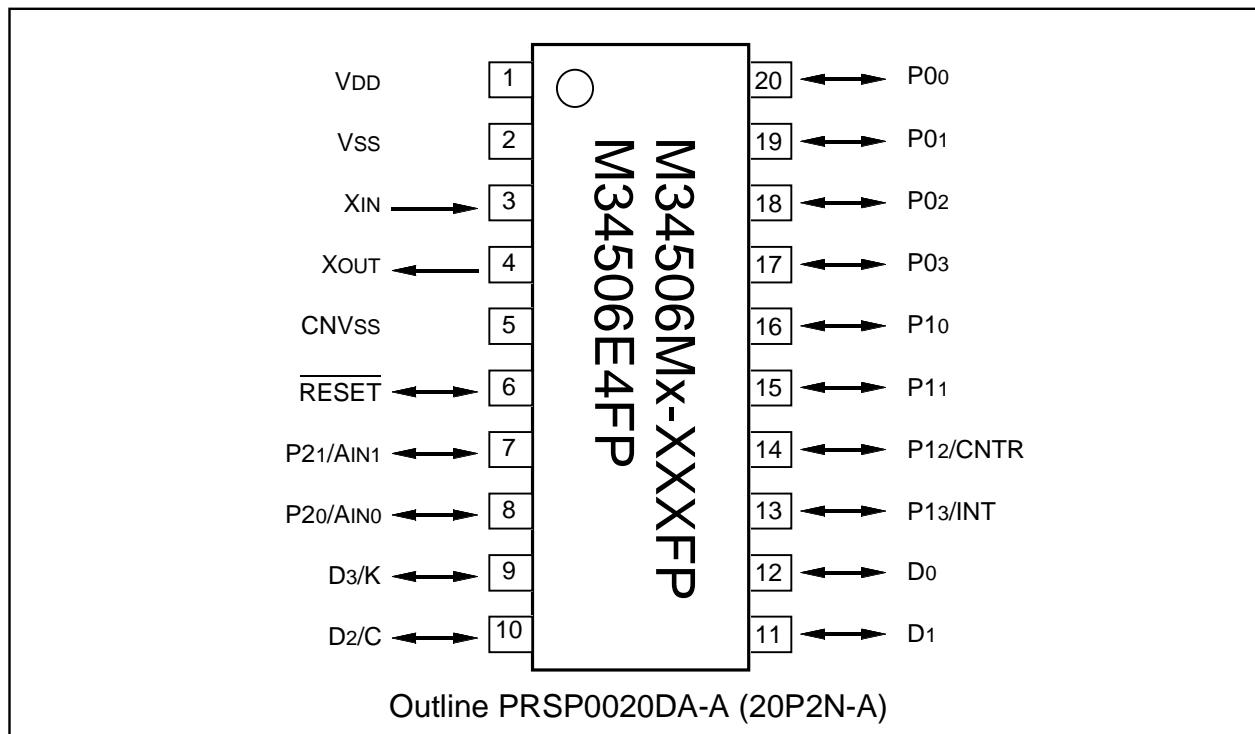 VDD 1 20 P00
VSS 2 19 P01
XIN 3 18 P02
XOUT 4 17 P03
CNVSS 5 16 P10
RESET 6 15 P11
P21/AIN1 7 14 P12/CNTR
P20/AIN0 8 13 P13/INT
D3/K 9 12 D0
D2/C 10 11 D1
M34506Mx-XXXFP
M34506E4FP
Outline PRSP0020DA-A (20P2N-A)